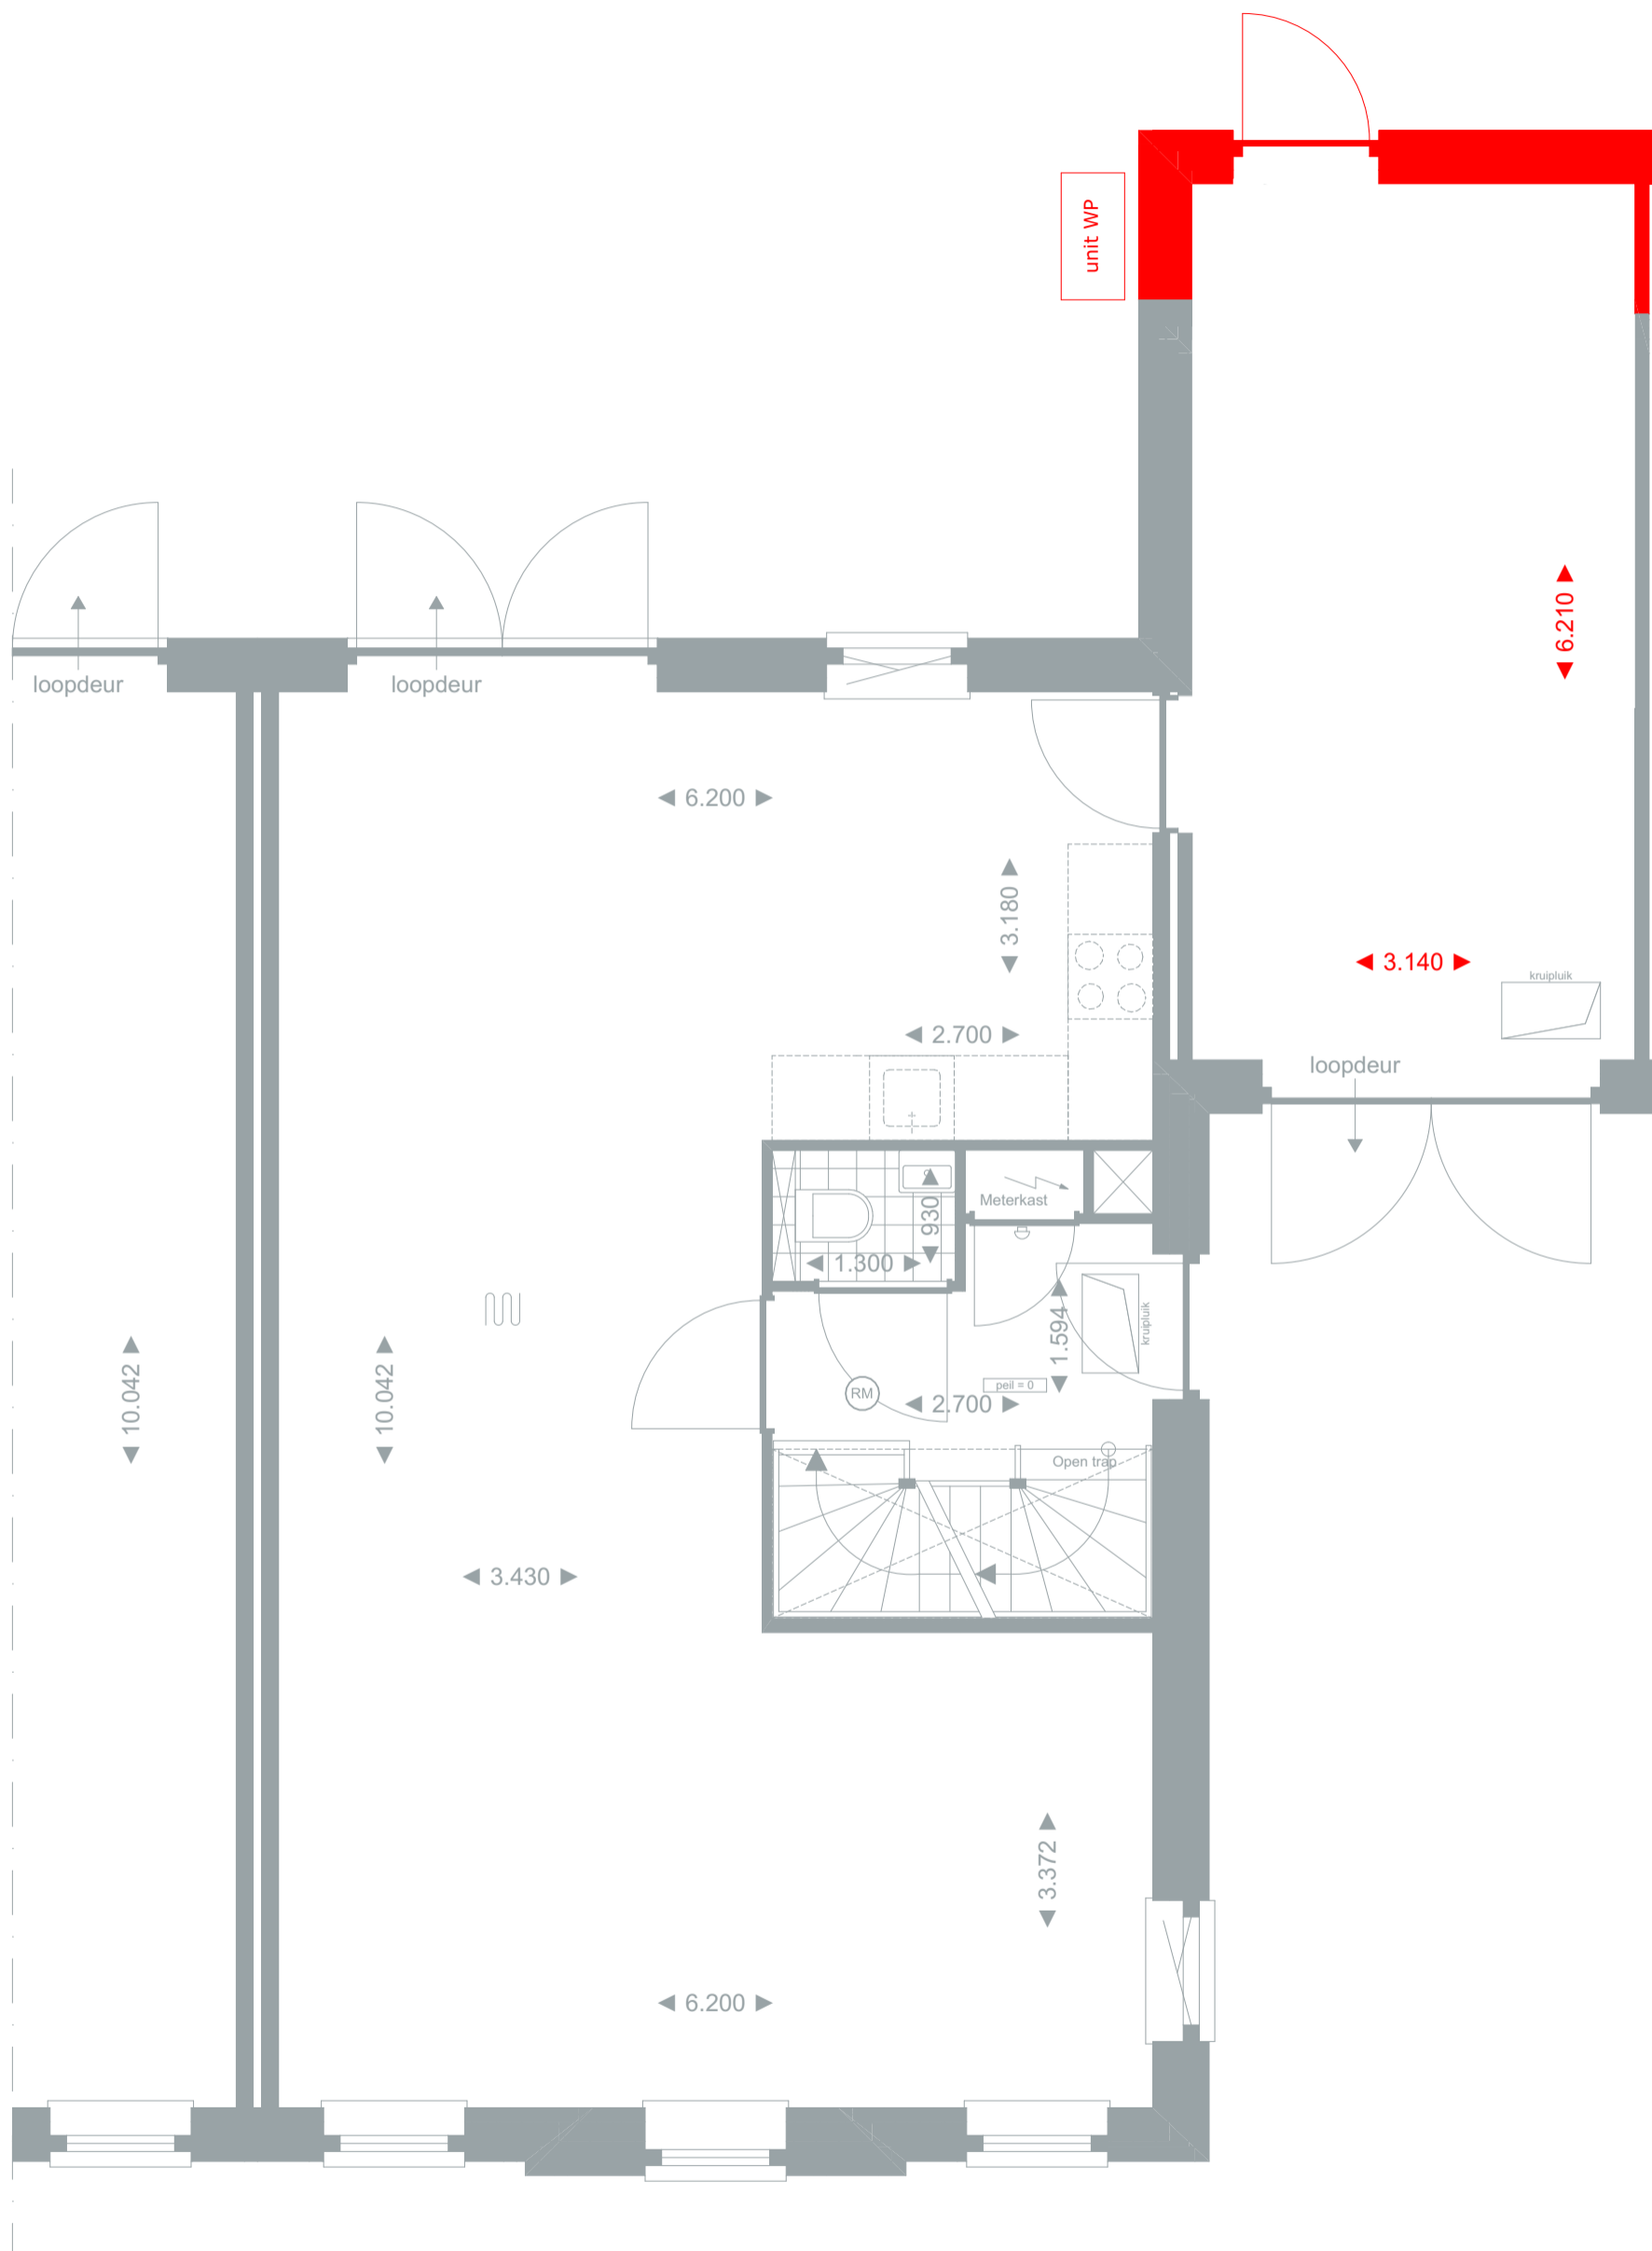 unit WP
6.210
loopdeur
loopdeur
6.200
3.180
3.140
kruipluik
2.700
loopdeur
Meterkast
930
1.300
kruipluik
1.594
10.042
10.042
peil = 0
RM
2.700
Open trap
3.430
3.372
6.200